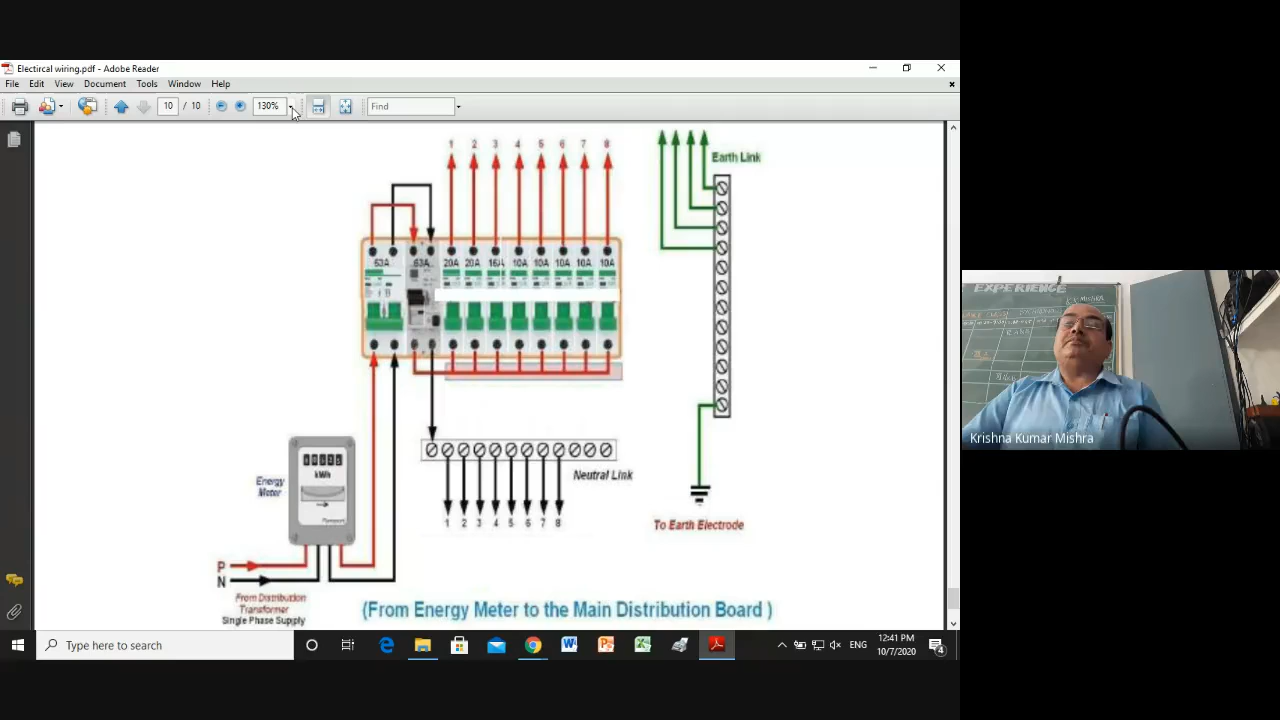 Electircal wiring.pdf - Adobe Reader
File Edit View Document Tools Window Help
10 / 10 130% Find
1 2 3 4 5 6 7 8
Earth Link
63A 63A 20A 20A 16A 10A 10A 10A 10A 10A
Energy
Meter
kWh
Neutral Link
1 2 3 4 5 6 7 8
To Earth Electrode
P
N
From Distribution
Transformer
Single Phase Supply
(From Energy Meter to the Main Distribution Board )
Type here to search
ENG
12:41 PM
10/7/2020
4
EXPERIENCE
K.K MISHRA
Krishna Kumar Mishra